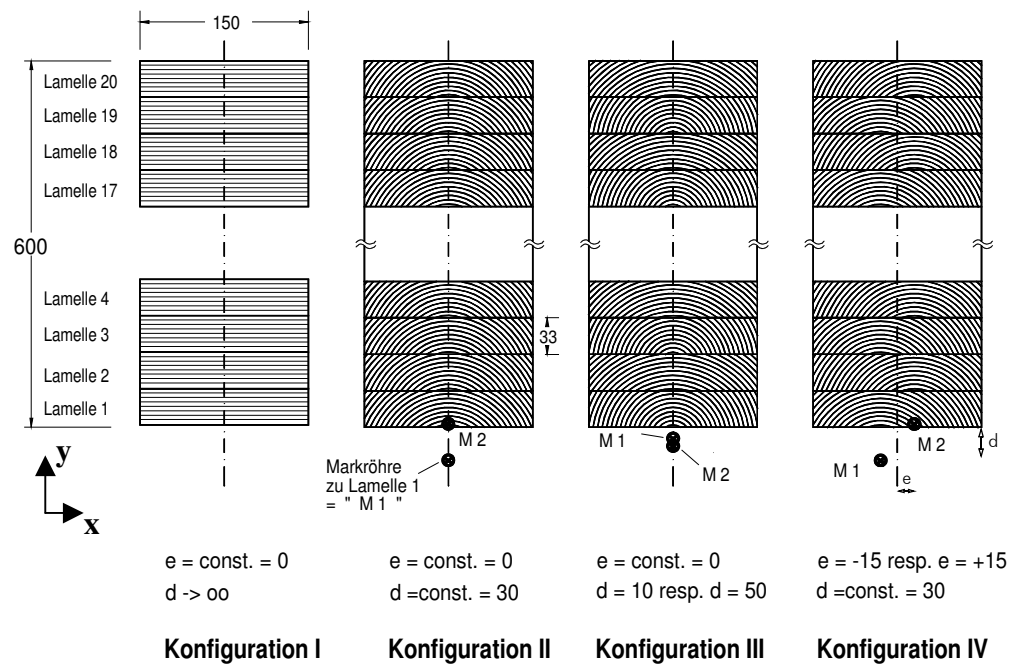 150
Lamelle 20
Lamelle 19
Lamelle 18
Lamelle 17
600
Lamelle 4
Lamelle 3
33
Lamelle 2
Lamelle 1
M 2
M 1
M 2
M 2
d
M 1
e
Markröhre
zu Lamelle 1
= " M 1 "
y
x
e = const. = 0
d -> oo
Konfiguration I
e = const. = 0
d =const. = 30
Konfiguration II
e = const. = 0
d = 10 resp. d = 50
Konfiguration III
e = -15 resp. e = +15
d =const. = 30
Konfiguration IV